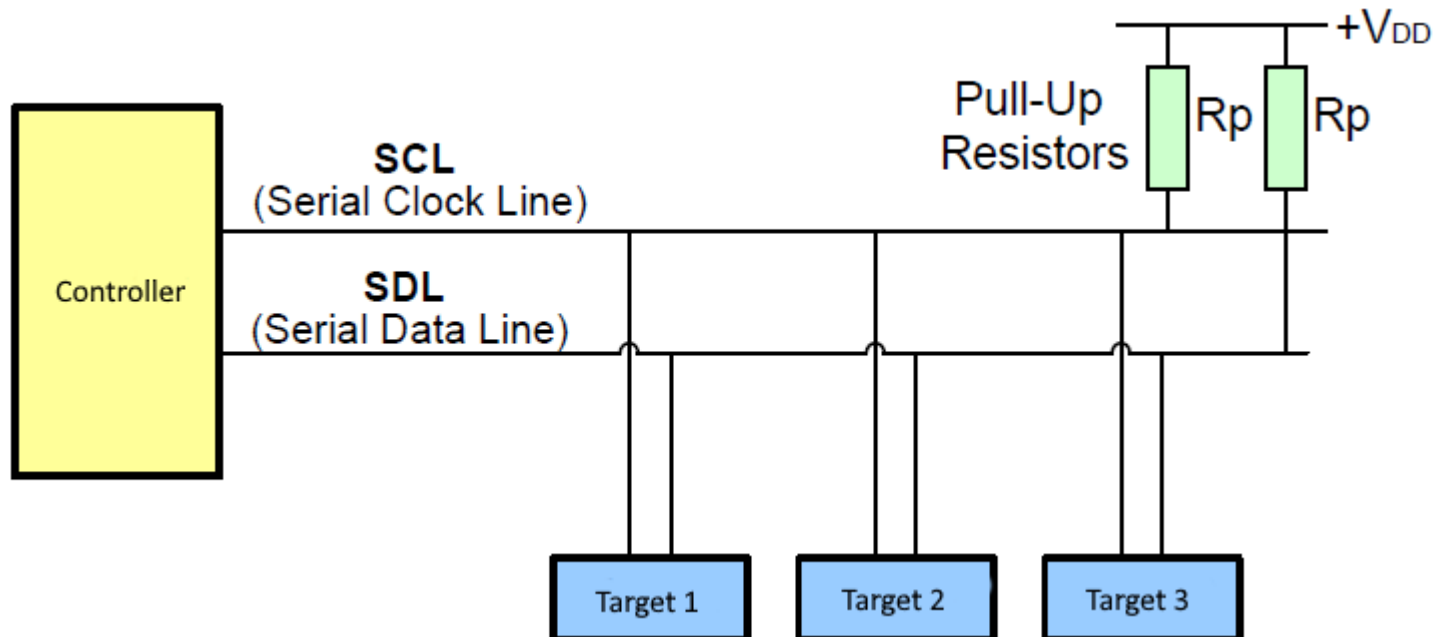 +VDD
Pull-Up
Resistors
Rp
Rp
SCL
(Serial Clock Line)
Controller
SDL
(Serial Data Line)
Target 1
Target 2
Target 3